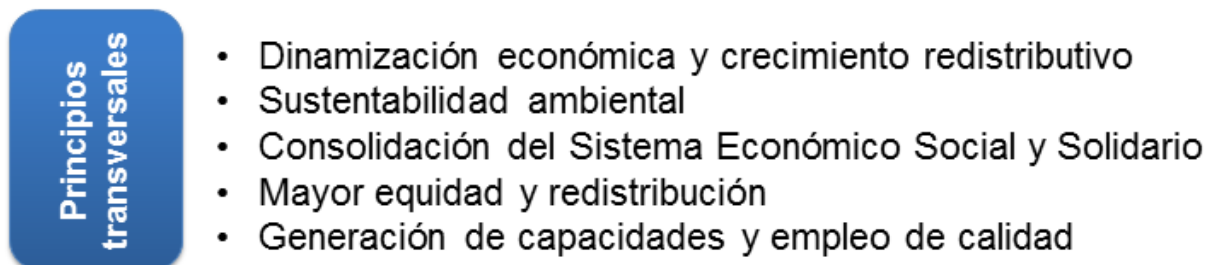 Principios
transversales
• Dinamización económica y crecimiento redistributivo
• Sustentabilidad ambiental
• Consolidación del Sistema Económico Social y Solidario
• Mayor equidad y redistribución
• Generación de capacidades y empleo de calidad